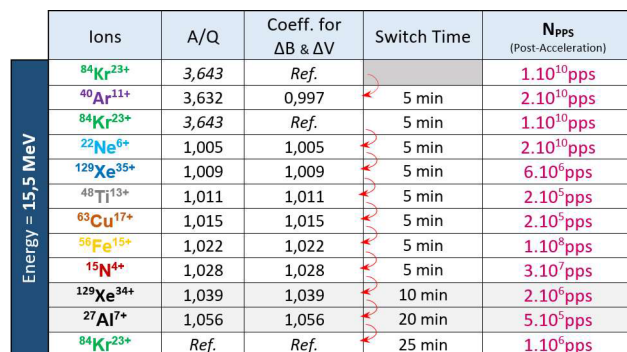 Ions A/Q Coeff. for ΔB & ΔV Switch Time N_PPS (Post-Acceleration)
Energy = 15,5 MeV
⁸⁴Kr²³⁺ 3,643 Ref. 1.10¹⁰pps
⁴⁰Ar¹¹⁺ 3,632 0,997 5 min 2.10¹⁰pps
⁸⁴Kr²³⁺ 3,643 Ref. 5 min 1.10¹⁰pps
²²Ne⁶⁺ 1,005 1,005 5 min 2.10¹⁰pps
¹²⁹Xe³⁵⁺ 1,009 1,009 5 min 6.10⁶pps
⁴⁸Ti¹³⁺ 1,011 1,011 5 min 2.10⁵pps
⁶³Cu¹⁷⁺ 1,015 1,015 5 min 2.10⁵pps
⁵⁶Fe¹⁵⁺ 1,022 1,022 5 min 1.10⁸pps
¹⁵N⁴⁺ 1,028 1,028 5 min 3.10⁷pps
¹²⁹Xe³⁴⁺ 1,039 1,039 10 min 2.10⁶pps
²⁷Al⁷⁺ 1,056 1,056 20 min 5.10⁵pps
⁸⁴Kr²³⁺ Ref. Ref. 25 min 1.10⁶pps